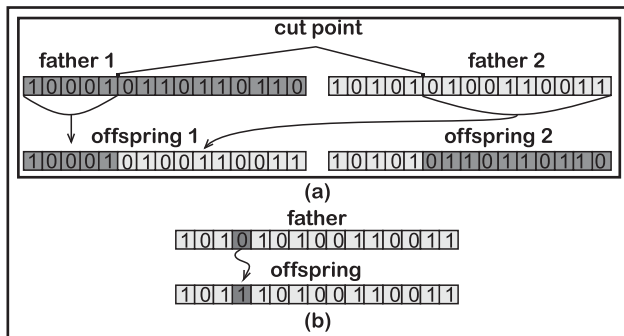 cut point
father 1 father 2
1 0 0 0 1 0 1 1 0 1 1 0 1 1 0 1 0 1 0 1 0 1 0 0 1 1 0 0 1 1
offspring 1 offspring 2
1 0 0 0 1 0 1 0 0 1 1 0 0 1 1 1 0 1 0 1 0 1 1 0 1 1 0 1 1 0
(a)
father
1 0 1 0 1 0 1 0 0 1 1 0 0 1 1
offspring
1 0 1 1 1 0 1 0 0 1 1 0 0 1 1
(b)